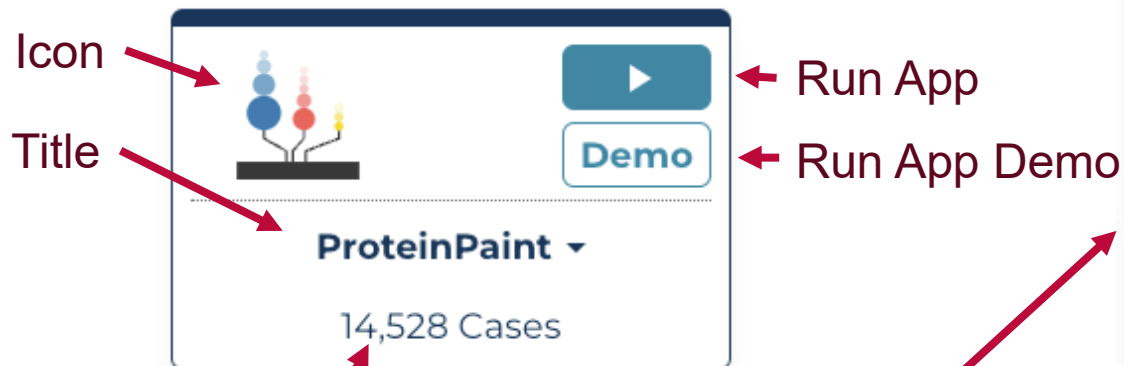 Icon
Run App
Title
Demo
Run App Demo
ProteinPaint
14,528 Cases